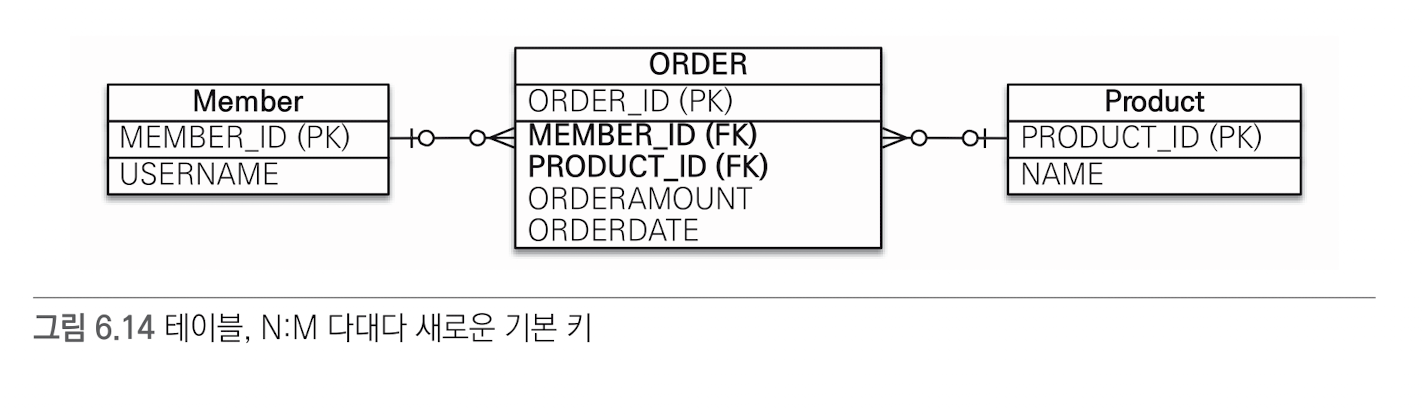 Member
MEMBER_ID (PK)
USERNAME
ORDER
ORDER_ID (PK)
MEMBER_ID (FK)
PRODUCT_ID (FK)
ORDERAMOUNT
ORDERDATE
Product
PRODUCT_ID (PK)
NAME
그림 6.14 테이블, N:M 다대다 새로운 기본 키